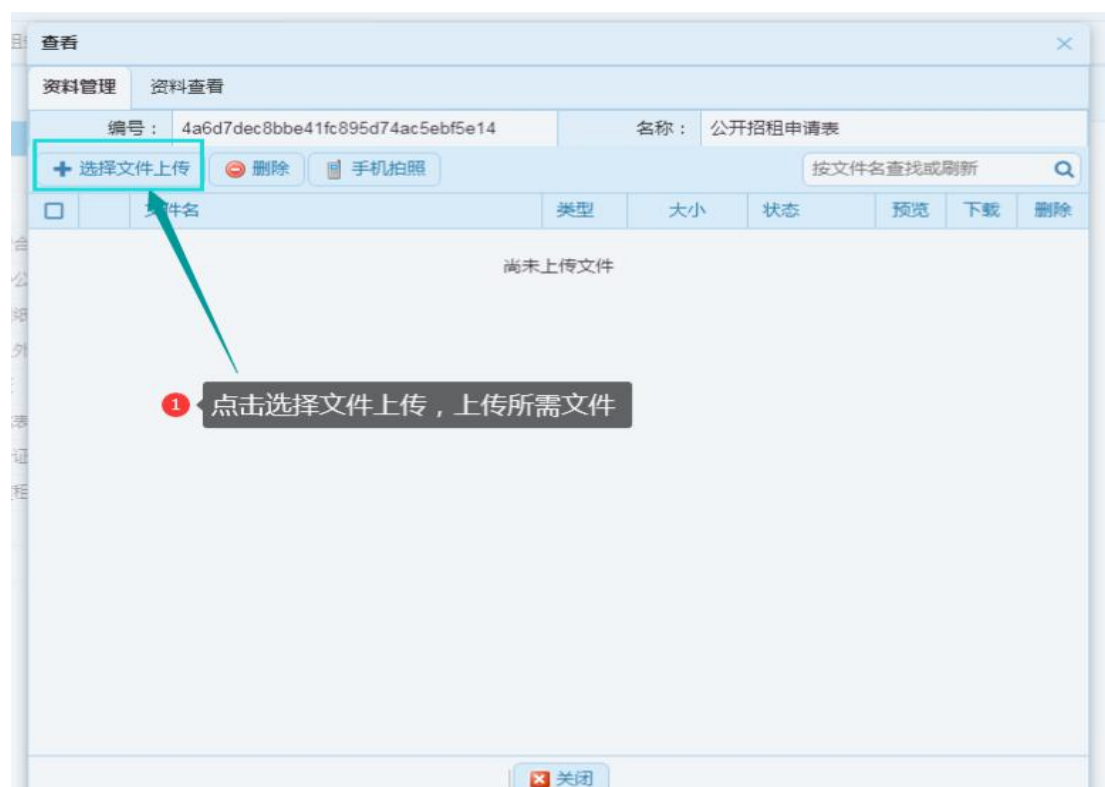 查看
资料管理 资料查看
编号： 4a6d7dec8bbe41fc895d74ac5ebf5e14 名称： 公开招租申请表
选择文件上传 删除 手机拍照 按文件名查找或刷新
文件名 类型 大小 状态 预览 下载 删除
尚未上传文件
1 点击选择文件上传，上传所需文件
关闭